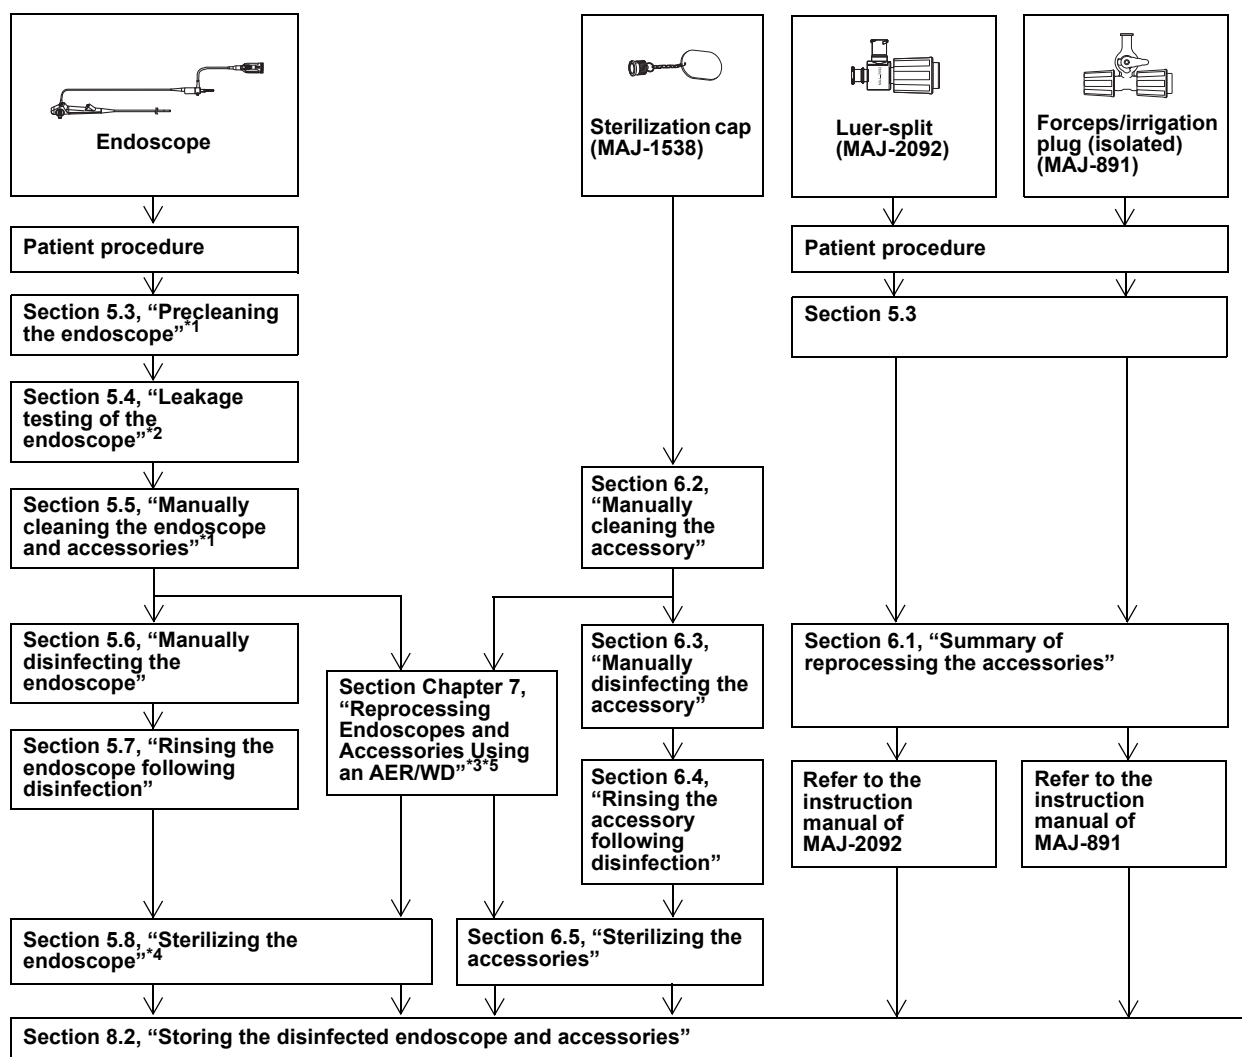 Endoscope
Sterilization cap
(MAJ-1538)
Luer-split
(MAJ-2092)
Forceps/irrigation
plug (isolated)
(MAJ-891)
Patient procedure
Patient procedure
Section 5.3, “Precleaning
the endoscope”*1
Section 5.3
Section 5.4, “Leakage
testing of the
endoscope”*2
Section 5.5, “Manually
cleaning the endoscope
and accessories”*1
Section 6.2,
“Manually
cleaning the
accessory”
Section 5.6, “Manually
disinfecting the
endoscope”
Section 5.7, “Rinsing the
endoscope following
disinfection”
Section Chapter 7,
“Reprocessing
Endoscopes and
Accessories Using
an AER/WD”*3*5
Section 6.3,
“Manually
disinfecting the
accessory”
Section 6.4,
“Rinsing the
accessory
following
disinfection”
Section 6.1, “Summary of
reprocessing the accessories”
Refer to the
instruction
manual of
MAJ-2092
Refer to the
instruction
manual of
MAJ-891
Section 5.8, “Sterilizing the
endoscope”*4
Section 6.5, “Sterilizing the
accessories”
Section 8.2, “Storing the disinfected endoscope and accessories”